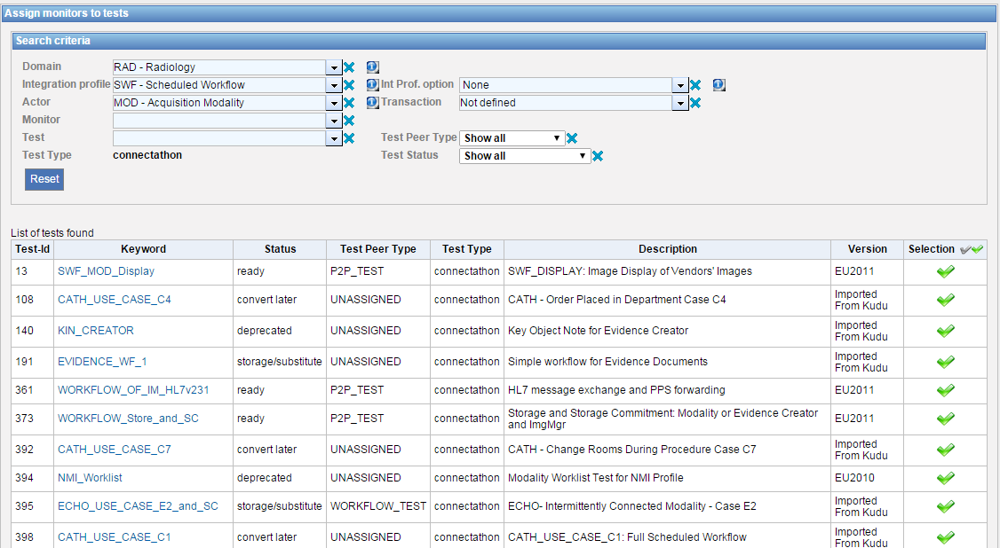 Assign monitors to tests
Search criteria
Domain RAD - Radiology
Integration profile SWF - Scheduled Workflow Int Prof. option None
Actor MOD - Acquisition Modality Transaction Not defined
Monitor
Test Test Peer Type Show all
Test Type connectathon Test Status Show all
Reset
List of tests found
Test-Id Keyword Status Test Peer Type Test Type Description Version Selection
13 SWF_MOD_Display ready P2P_TEST connectathon SWF_DISPLAY: Image Display of Vendors' Images EU2011
108 CATH_USE_CASE_C4 convert later UNASSIGNED connectathon CATH - Order Placed in Department Case C4 Imported
From Kudu
140 KIN_CREATOR deprecated UNASSIGNED connectathon Key Object Note for Evidence Creator Imported
From Kudu
191 EVIDENCE_WF_1 storage/substitute UNASSIGNED connectathon Simple workflow for Evidence Documents Imported
From Kudu
361 WORKFLOW_OF_IM_HL7v231 ready P2P_TEST connectathon HL7 message exchange and PPS forwarding EU2011
373 WORKFLOW_Store_and_SC ready P2P_TEST connectathon Storage and Storage Commitment: Modality or Evidence Creator
and ImgMgr EU2011
392 CATH_USE_CASE_C7 convert later UNASSIGNED connectathon CATH - Change Rooms During Procedure Case C7 Imported
From Kudu
394 NMI_Worklist deprecated UNASSIGNED connectathon Modality Worklist Test for NMI Profile EU2010
395 ECHO_USE_CASE_E2_and_SC storage/substitute WORKFLOW_TEST connectathon ECHO- Intermittently Connected Modality - Case E2 Imported
From Kudu
398 CATH_USE_CASE_C1 convert later UNASSIGNED connectathon CATH_USE_CASE_C1: Full Scheduled Workflow Imported
From Kudu